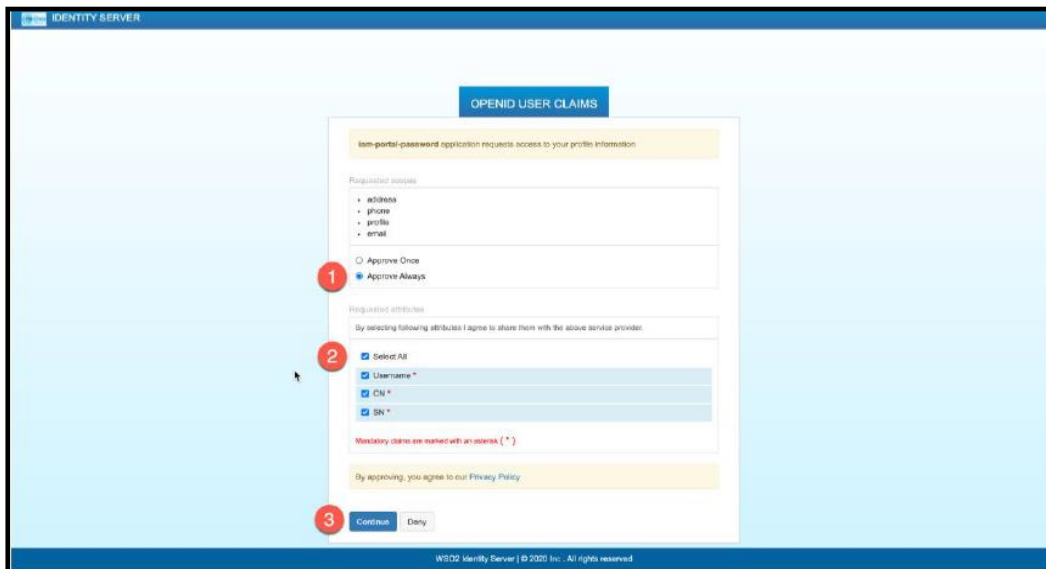 IDENTITY SERVER
OPENID USER CLAIMS
iam-portal-password application requests access to your profile information
Requested scopes
address
phone
profile
email
Approve Once
1
Approve Always
Requested attributes
By selecting following attributes I agree to share them with the above service provider.
2
Select All
Username *
CN *
SN *
Mandatory claims are marked with an asterisk ( * )
By approving, you agree to our Privacy Policy
3
Continue
Deny
WSO2 Identity Server | © 2020 Inc . All rights reserved